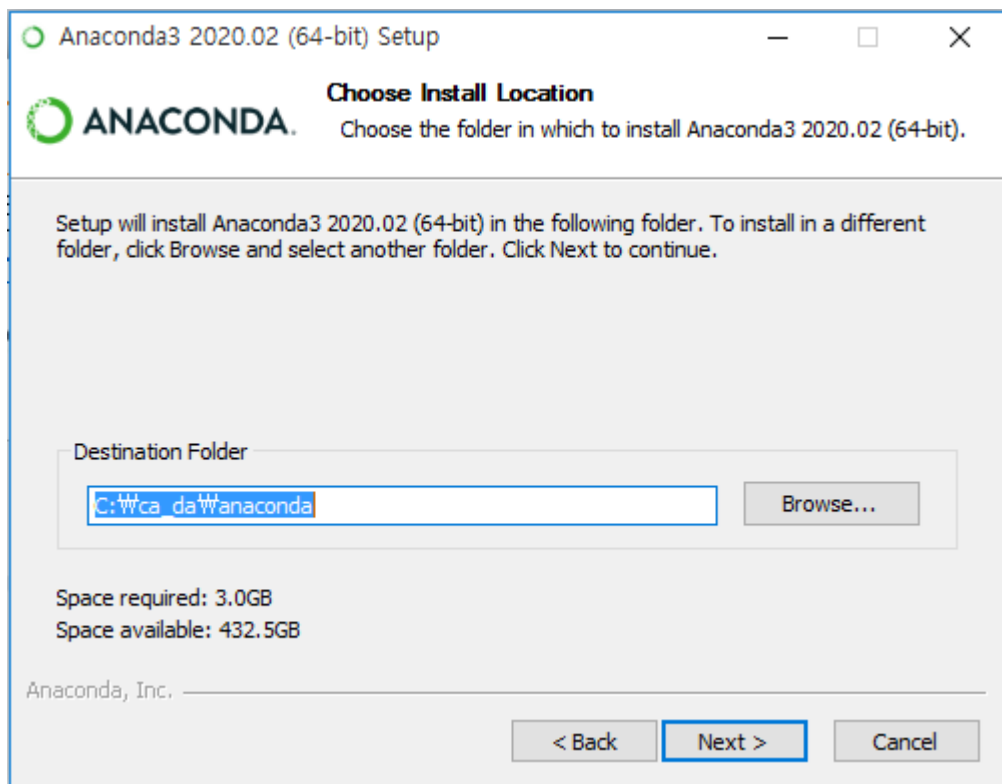 Anaconda3 2020.02 (64-bit) Setup
ANACONDA.
Choose Install Location
Choose the folder in which to install Anaconda3 2020.02 (64-bit).
Setup will install Anaconda3 2020.02 (64-bit) in the following folder. To install in a different
folder, click Browse and select another folder. Click Next to continue.
Destination Folder
C:₩ca_da₩anaconda
Browse...
Space required: 3.0GB
Space available: 432.5GB
Anaconda, Inc.
< Back
Next >
Cancel